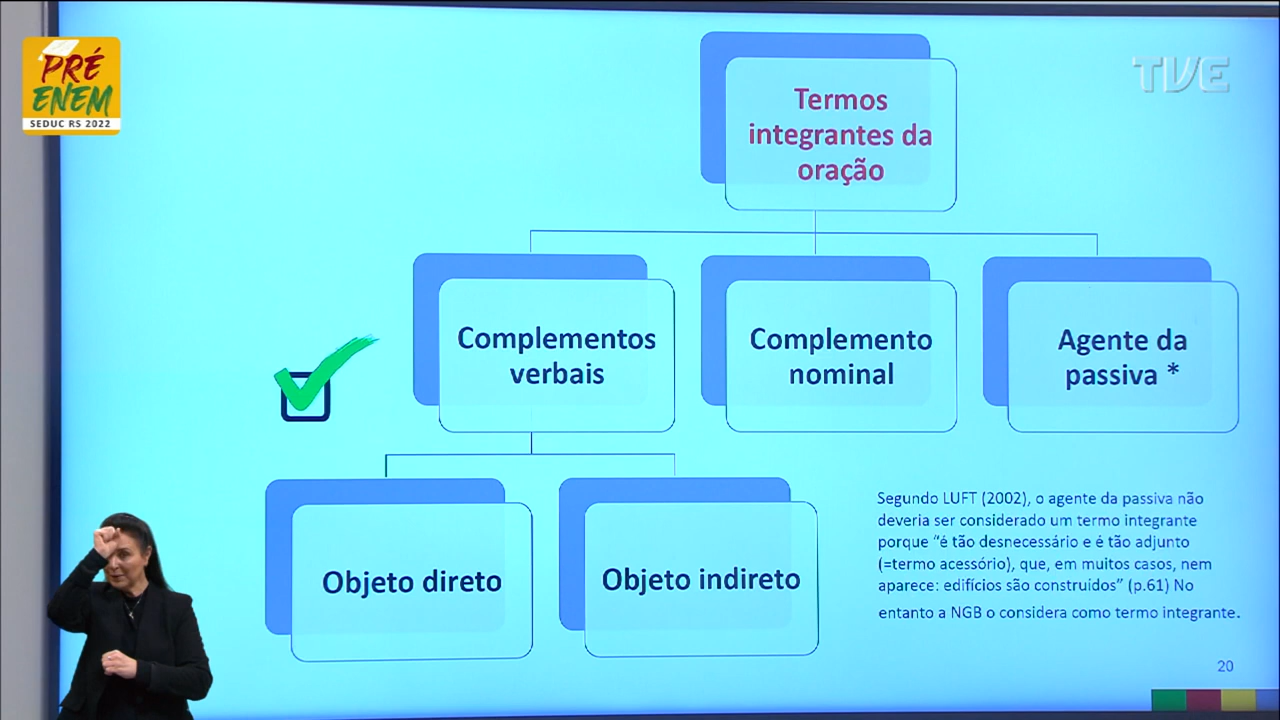 PRÉ
ENEM
SEDUC RS 2022
TVE
Termos
integrantes da
oração
Complementos
verbais
Complemento
nominal
Agente da
passiva *
Objeto direto
Objeto indireto
Segundo LUFT (2002), o agente da passiva não
deveria ser considerado um termo integrante
porque “é tão desnecessário e é tão adjunto
(=termo acessório), que, em muitos casos, nem
aparece: edifícios são construídos” (p.61) No
entanto a NGB o considera como termo integrante.
20